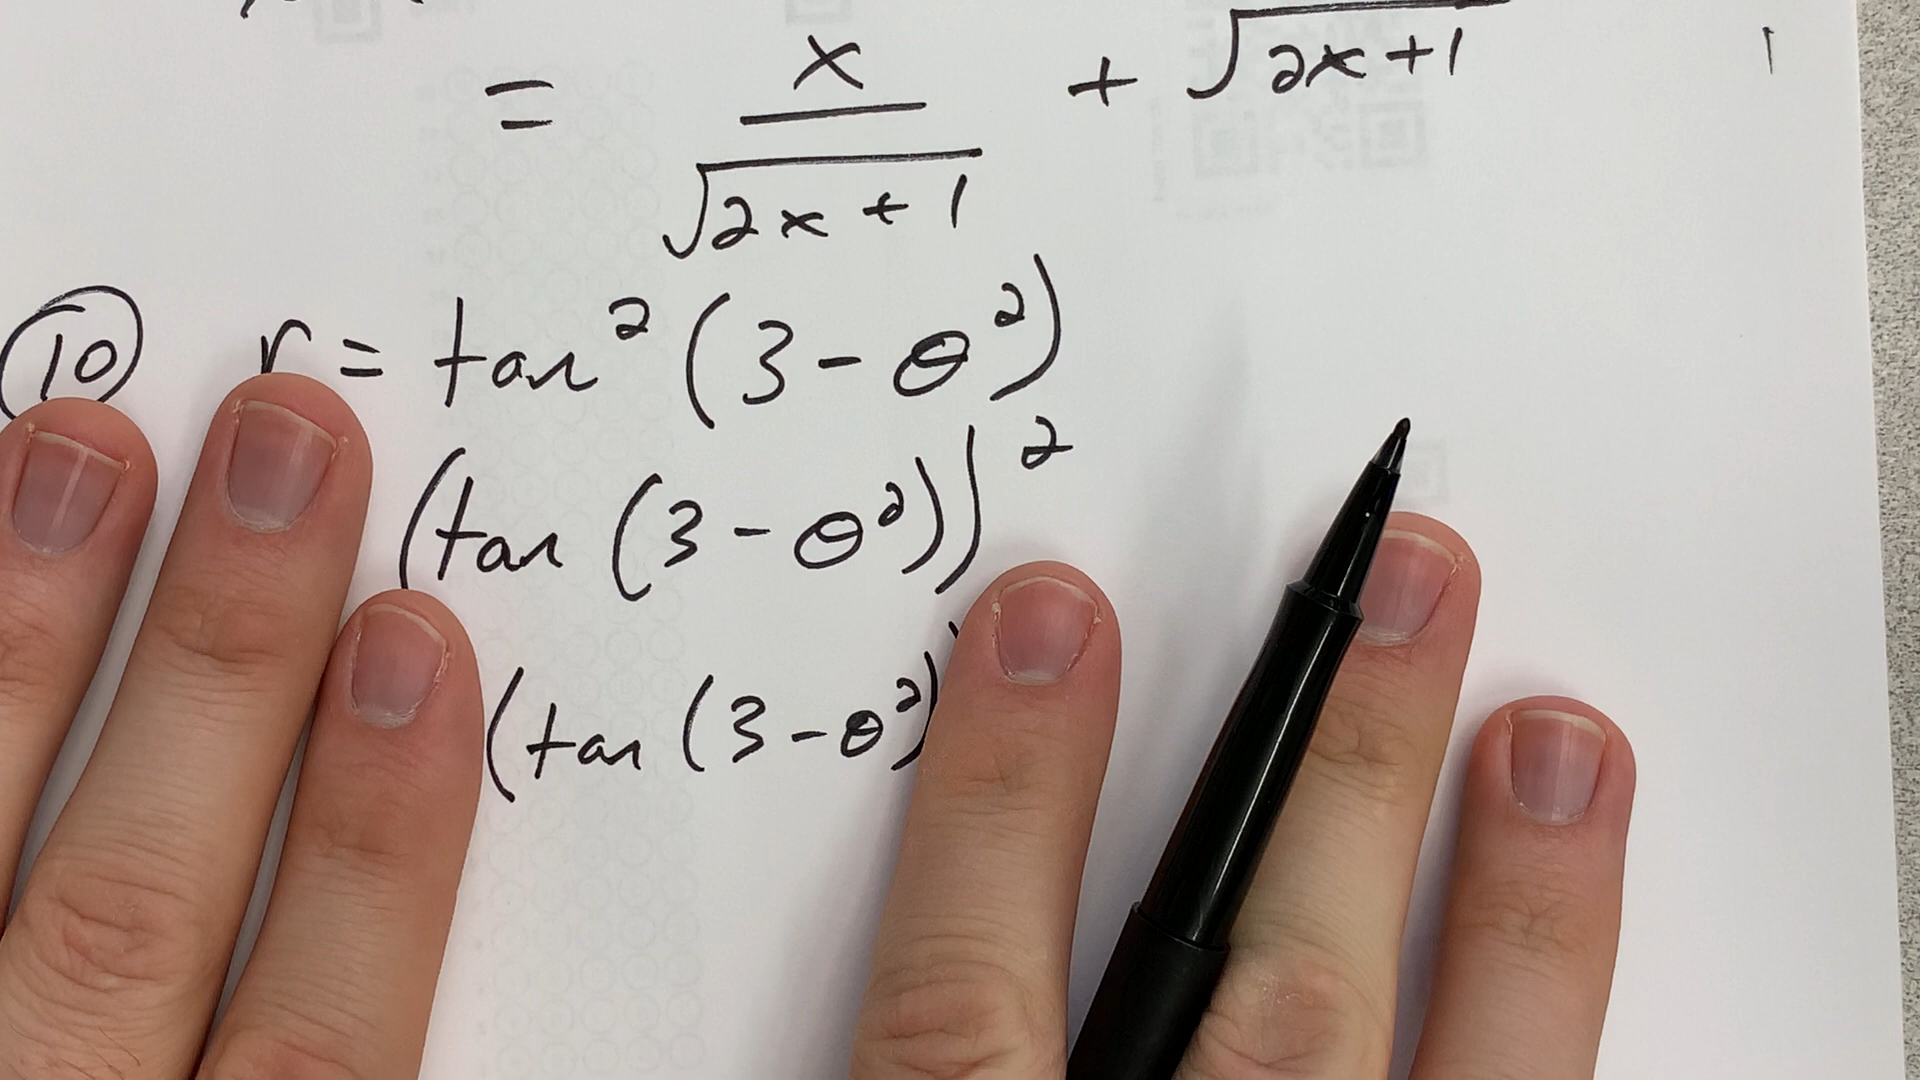 = x / √(2x + 1) + √(2x + 1)
10 r = tan² (3 - θ²)
(tan (3 - θ²))²
(tan (3 - θ²)